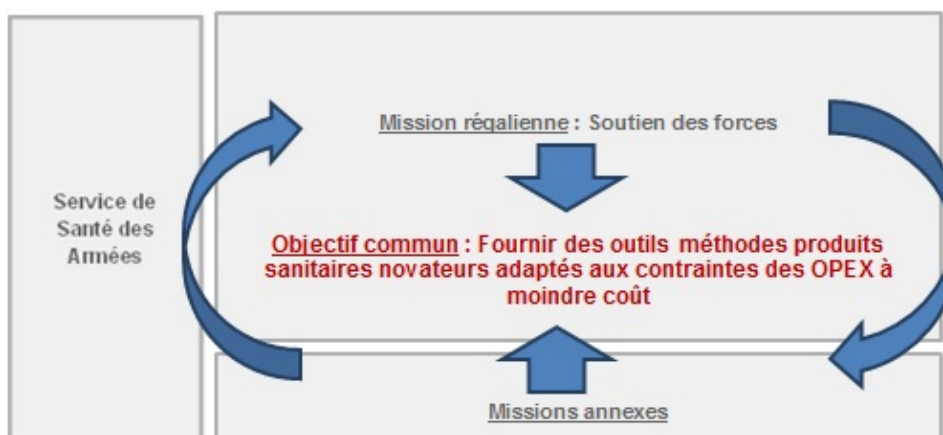 Service de
Santé des
Armées
Mission régalienne : Soutien des forces
Objectif commun : Fournir des outils méthodes produits
sanitaires novateurs adaptés aux contraintes des OPEX à
moindre coût
Missions annexes